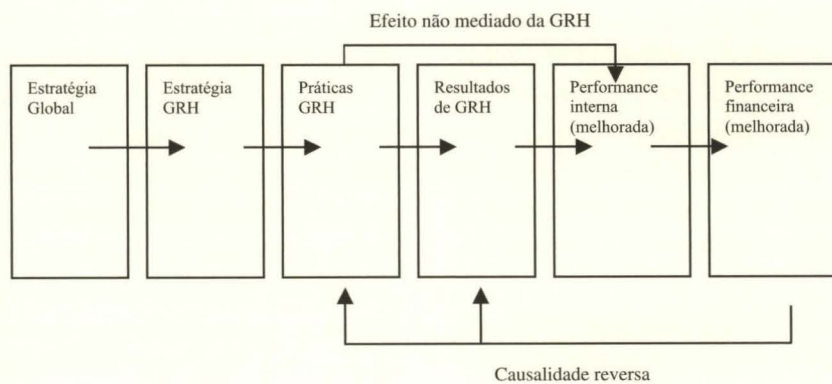 Efeito não mediado da GRH
Estratégia
Global
Estratégia
GRH
Práticas
GRH
Resultados
de GRH
Performance
interna
(melhorada)
Performance
financeira
(melhorada)
Causalidade reversa